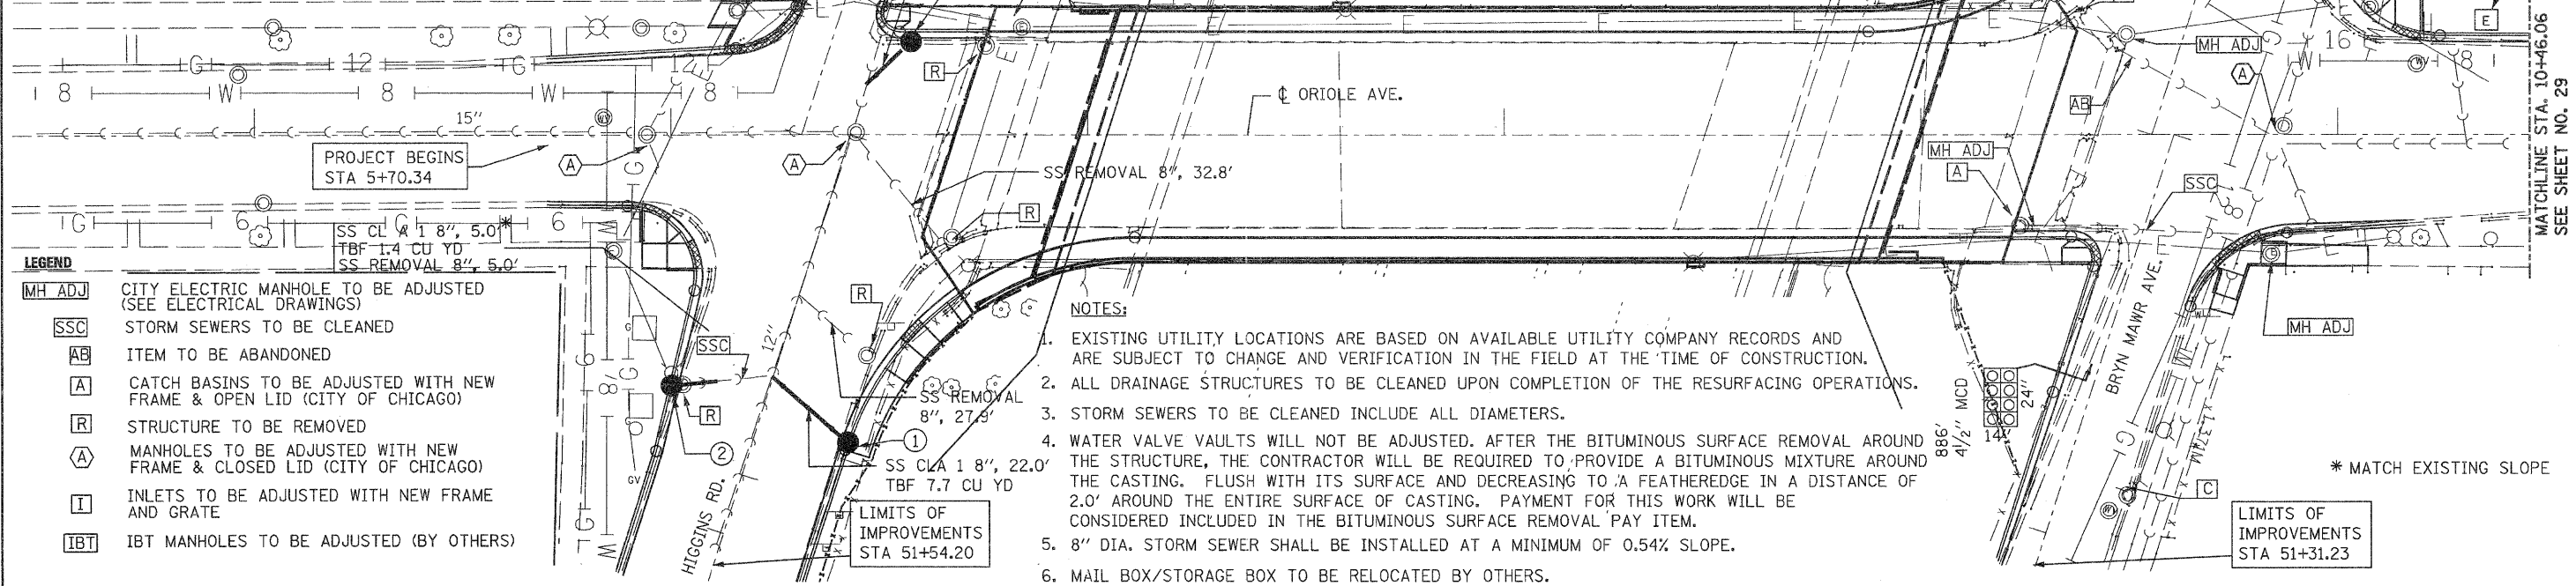 E
MH ADJ
16
A
W
8
MATCHLINE STA. 10+46.06
SEE SHEET NO. 29
G 12 G 12
8 W 8 W 8
R
℄ ORIOLE AVE.
AB
15"
PROJECT BEGINS
STA 5+70.34
A
A
SS REMOVAL 8", 32.8'
MH ADJ
A
SSC
R
G 6 G 6
SS CL A 1 8", 5.0'*
TBF 1.4 CU YD
SS REMOVAL 8", 5.0'
LEGEND
MH ADJ CITY ELECTRIC MANHOLE TO BE ADJUSTED
(SEE ELECTRICAL DRAWINGS)
SSC STORM SEWERS TO BE CLEANED
AB ITEM TO BE ABANDONED
A CATCH BASINS TO BE ADJUSTED WITH NEW
FRAME & OPEN LID (CITY OF CHICAGO)
R STRUCTURE TO BE REMOVED
A MANHOLES TO BE ADJUSTED WITH NEW
FRAME & CLOSED LID (CITY OF CHICAGO)
I INLETS TO BE ADJUSTED WITH NEW FRAME
AND GRATE
IBT IBT MANHOLES TO BE ADJUSTED (BY OTHERS)
R
SSC
12"
R
2
1
GV
SS REMOVAL
8", 27.9'
SS CLA 1 8", 22.0'
TBF 7.7 CU YD
HIGGINS RD.
LIMITS OF
IMPROVEMENTS
STA 51+54.20
NOTES:
1. EXISTING UTILITY LOCATIONS ARE BASED ON AVAILABLE UTILITY COMPANY RECORDS AND
ARE SUBJECT TO CHANGE AND VERIFICATION IN THE FIELD AT THE TIME OF CONSTRUCTION.
2. ALL DRAINAGE STRUCTURES TO BE CLEANED UPON COMPLETION OF THE RESURFACING OPERATIONS.
3. STORM SEWERS TO BE CLEANED INCLUDE ALL DIAMETERS.
4. WATER VALVE VAULTS WILL NOT BE ADJUSTED. AFTER THE BITUMINOUS SURFACE REMOVAL AROUND
THE STRUCTURE, THE CONTRACTOR WILL BE REQUIRED TO PROVIDE A BITUMINOUS MIXTURE AROUND
THE CASTING. FLUSH WITH ITS SURFACE AND DECREASING TO A FEATHEREDGE IN A DISTANCE OF
2.0' AROUND THE ENTIRE SURFACE OF CASTING. PAYMENT FOR THIS WORK WILL BE
CONSIDERED INCLUDED IN THE BITUMINOUS SURFACE REMOVAL PAY ITEM.
5. 8" DIA. STORM SEWER SHALL BE INSTALLED AT A MINIMUM OF 0.54% SLOPE.
6. MAIL BOX/STORAGE BOX TO BE RELOCATED BY OTHERS.
886'
4 1/2" MCD
24"
14"
BRYN MAWR AVE.
MH ADJ
C
* MATCH EXISTING SLOPE
LIMITS OF
IMPROVEMENTS
STA 51+31.23